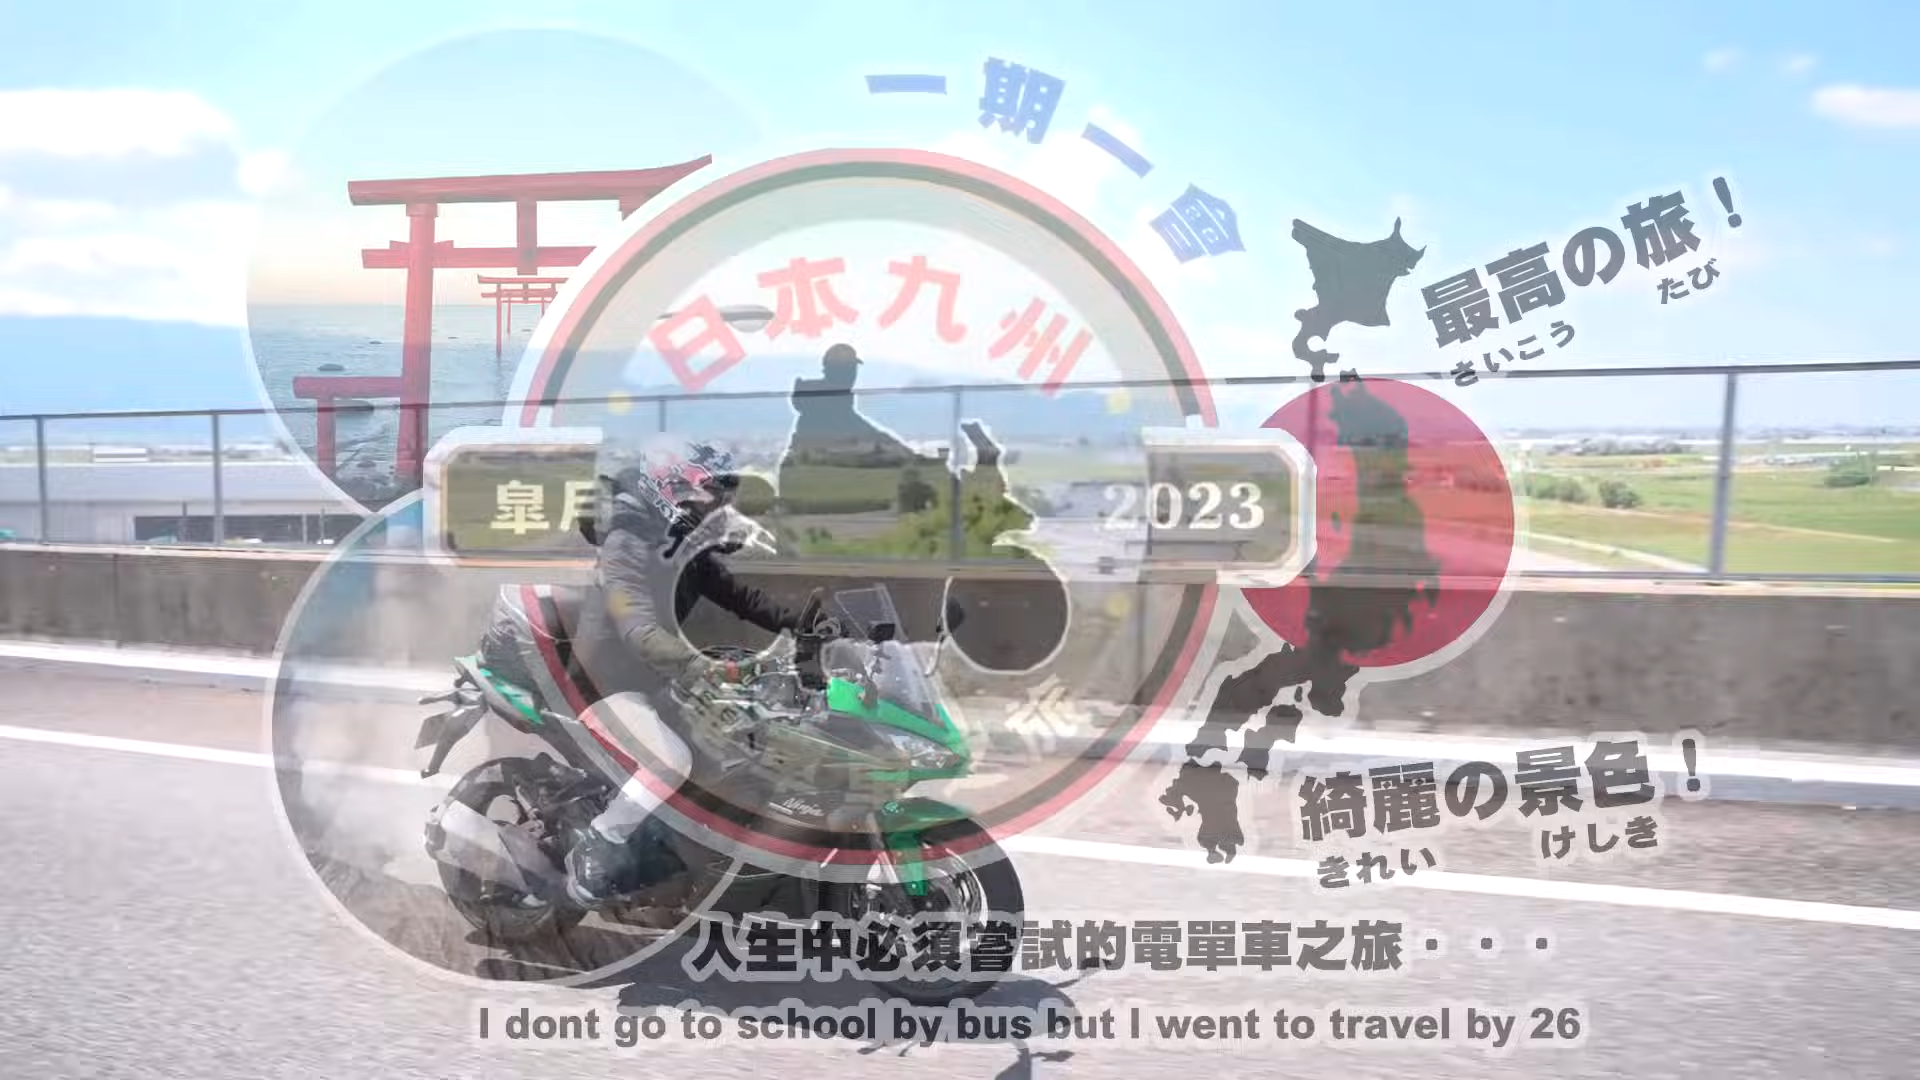 一期一會
日本九州
皐月
2023
旅
最高の旅！
さいこう たび
綺麗の景色！
きれい けしき
Ninja
人生中必須嘗試的電單車之旅・・・
I dont go to school by bus but I went to travel by 26